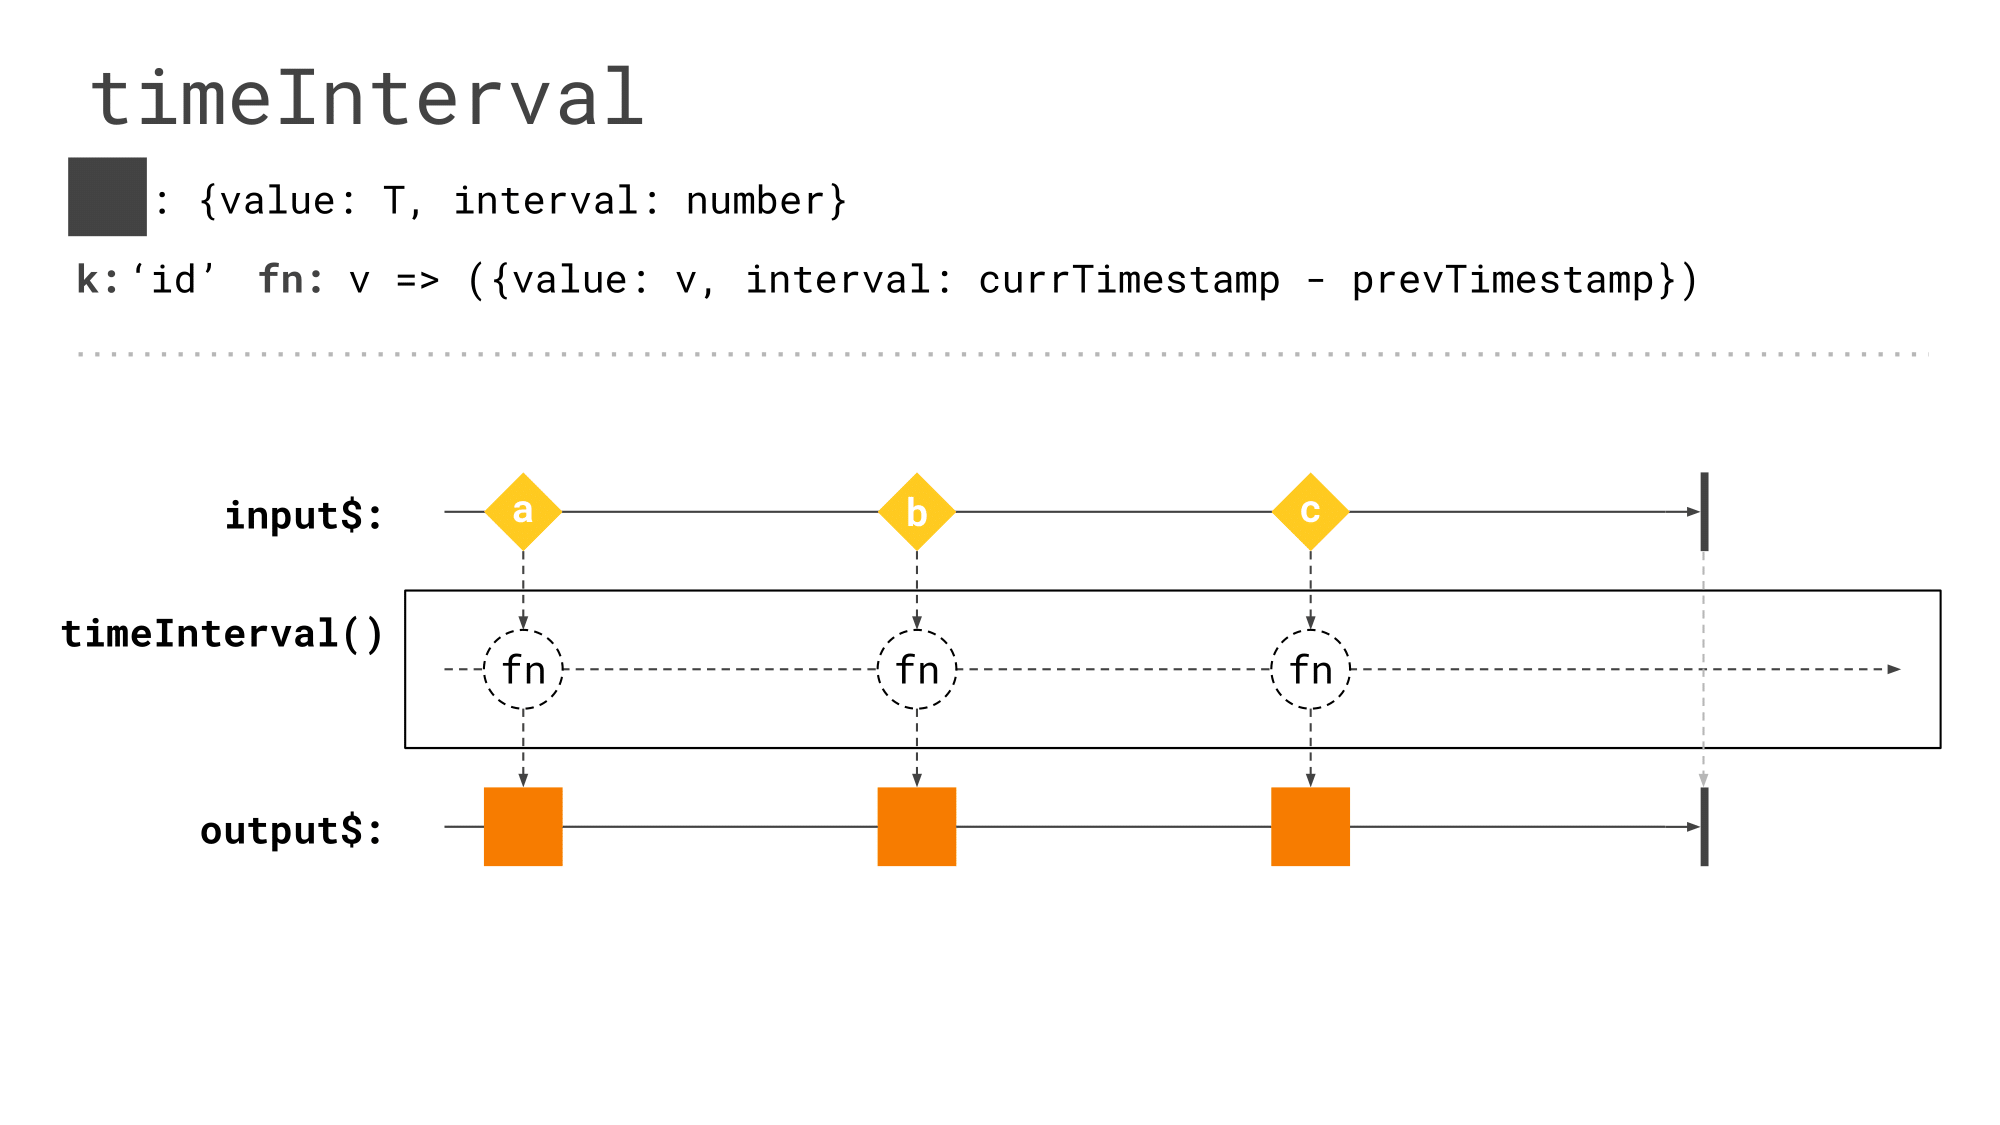 timeInterval
: {value: T, interval: number}
k:‘id’ fn: v => ({value: v, interval: currTimestamp - prevTimestamp})
input$: a b c
timeInterval()
fn fn fn
output$: